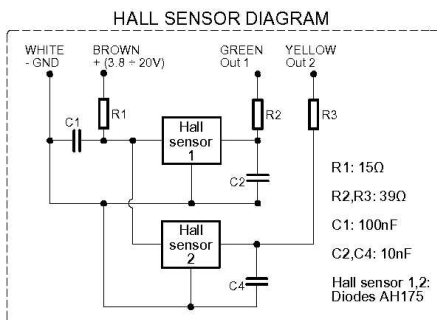 HALL SENSOR DIAGRAM
WHITE
- GND
BROWN
+ (3.8 ÷ 20V)
GREEN
Out 1
YELLOW
Out 2
R1
R2
R3
C1
Hall
sensor
1
C2
Hall
sensor
2
C4
R1: 15Ω
R2,R3: 39Ω
C1: 100nF
C2,C4: 10nF
Hall sensor 1,2:
Diodes AH175